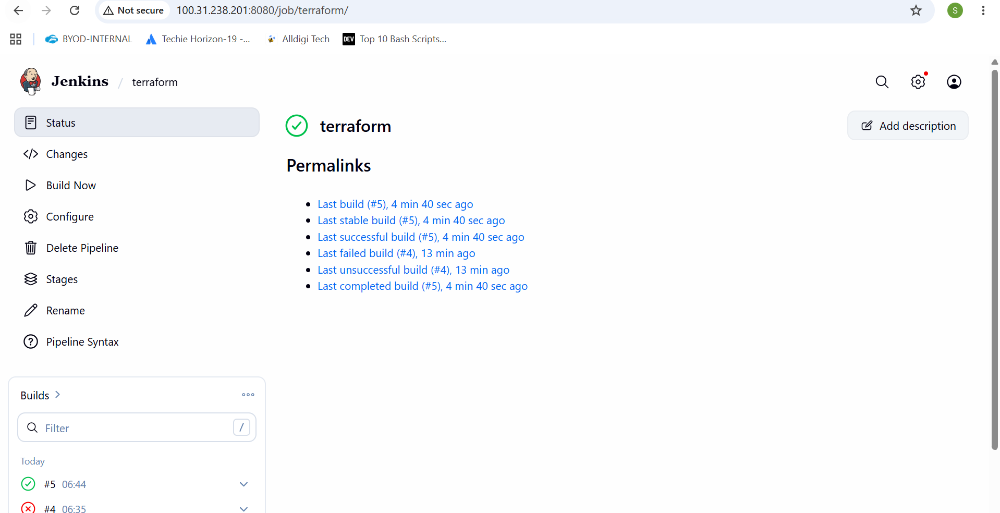 Not secure 100.31.238.201:8080/job/terraform/
S
BYOD-INTERNAL Techie Horizon-19 -... Alldigi Tech DEV Top 10 Bash Scripts...
Jenkins / terraform
Status
Changes
Build Now
Configure
Delete Pipeline
Stages
Rename
Pipeline Syntax
Builds
Filter /
Today
#5 06:44
#4 06:35
terraform
Add description
Permalinks
Last build (#5), 4 min 40 sec ago
Last stable build (#5), 4 min 40 sec ago
Last successful build (#5), 4 min 40 sec ago
Last failed build (#4), 13 min ago
Last unsuccessful build (#4), 13 min ago
Last completed build (#5), 4 min 40 sec ago